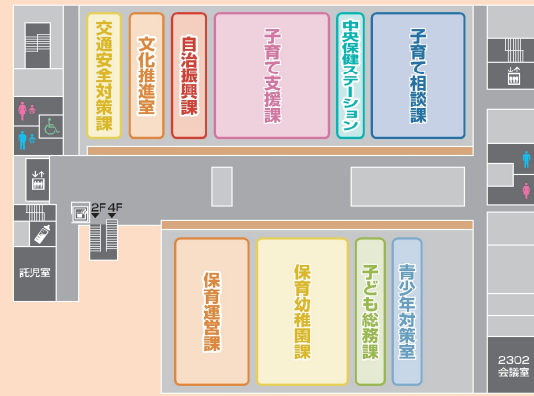 交通安全対策課
文化推進室
自治振興課
子育て支援課
中央保健ステーション
子育て相談課
2F 4F
託児室
保育運営課
保育幼稚園課
子ども総務課
青少年対策室
2302
会議室